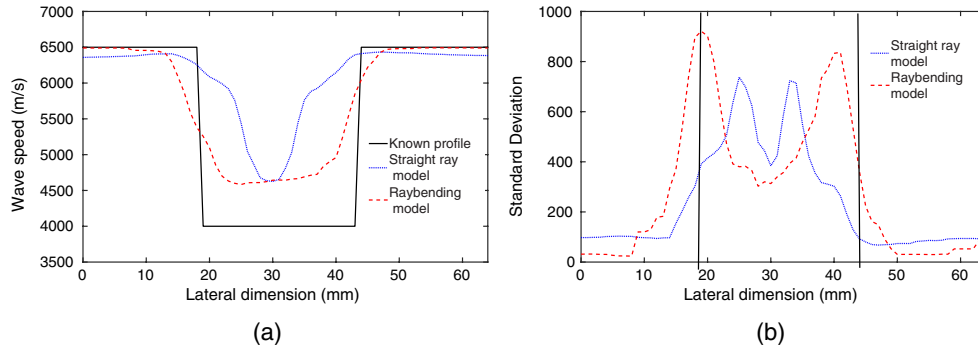 7000
6500
6000
5500
5000
4500
4000
3500
Wave speed (m/s)
0 10 20 30 40 50 60
Lateral dimension (mm)
Known profile
Straight ray
model
Raybending
model
(a)
1000
800
600
400
200
0
Standard Deviation
0 10 20 30 40 50 60
Lateral dimension (mm)
Straight ray
model
Raybending
model
(b)